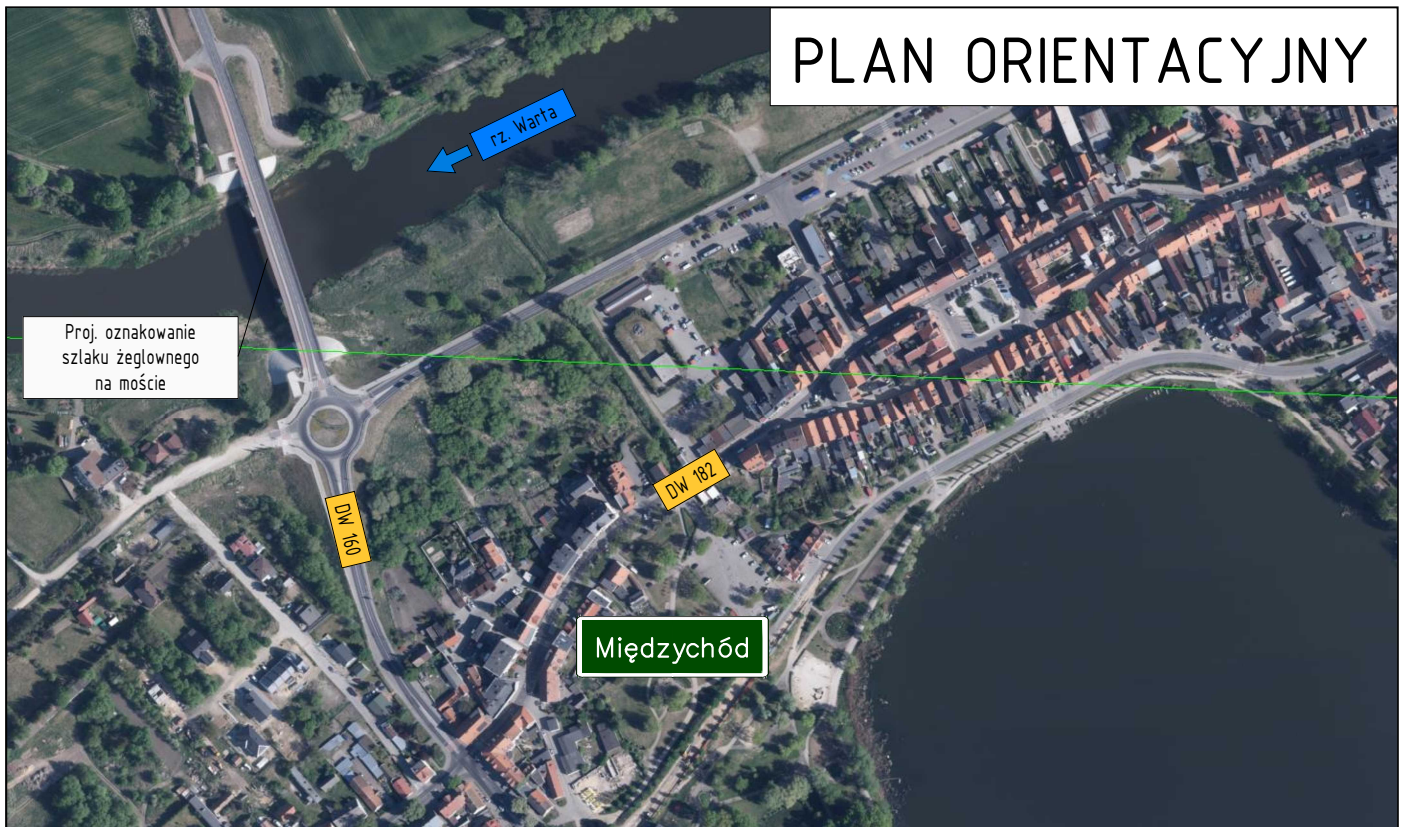 PLAN ORIENTACYJNY
rz. Warta
Proj. oznakowanie
szlaku żeglownego
na moście
DW 182
DW 160
Międzychód